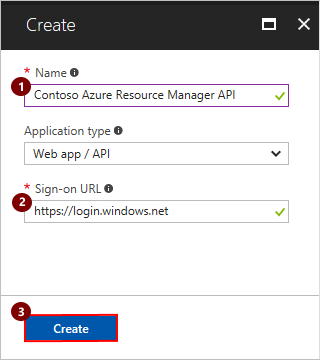 Create
* Name
1
Contoso Azure Resource Manager API
Application type
Web app / API
* Sign-on URL
2
https://login.windows.net
3
Create